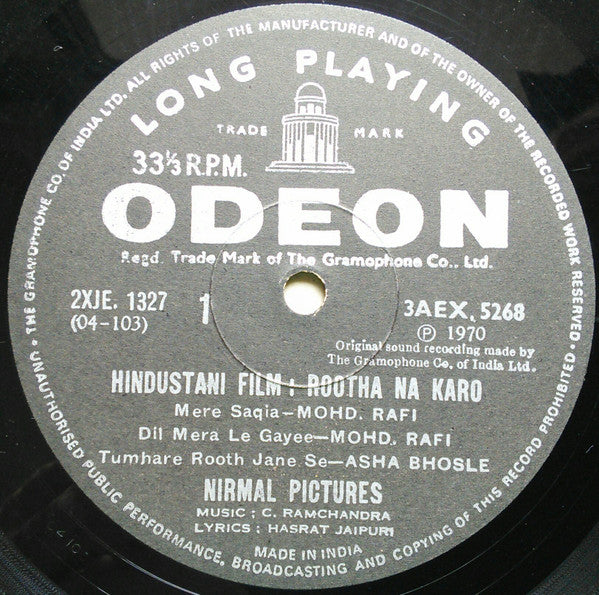 LONG PLAYING
TRADE MARK
33⅓ R.P.M.
ODEON
Regd. Trade Mark of The Gramophone Co.. Ltd.
2XJE. 1327 1 3AEX. 5268
(04-103) Ⓟ 1970
Original sound recording made by
The Gramophone Co. of India Ltd.
HINDUSTANI FILM : ROOTHA NA KARO
Mere Saqia—MOHD. RAFI
Dil Mera Le Gayee—MOHD. RAFI
Tumhare Rooth Jane Se—ASHA BHOSLE
NIRMAL PICTURES
MUSIC ; C. RAMCHANDRA
LYRICS ; HASRAT JAIPURI
MADE IN INDIA
· THE GRAMOPHONE CO. OF INDIA LTD. ALL RIGHTS OF THE MANUFACTURER AND OF THE OWNER OF THE RECORDED WORK RESERVED ·
UNAUTHORISED PUBLIC PERFORMANCE, BROADCASTING AND COPYING OF THIS RECORD PROHIBITED ·